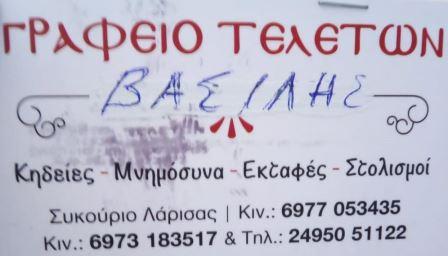 ΓΡΑΦΕΙΟ ΤΕΛΕΤΩΝ
ΒΑΣΙΛΗΣ
Κηδείες - Μνημόσυνα - Εκταφές - Στολισμοί
Συκούριο Λάρισας | Κιν.: 6977 053435
Κιν.: 6973 183517 & Τηλ.: 24950 51122